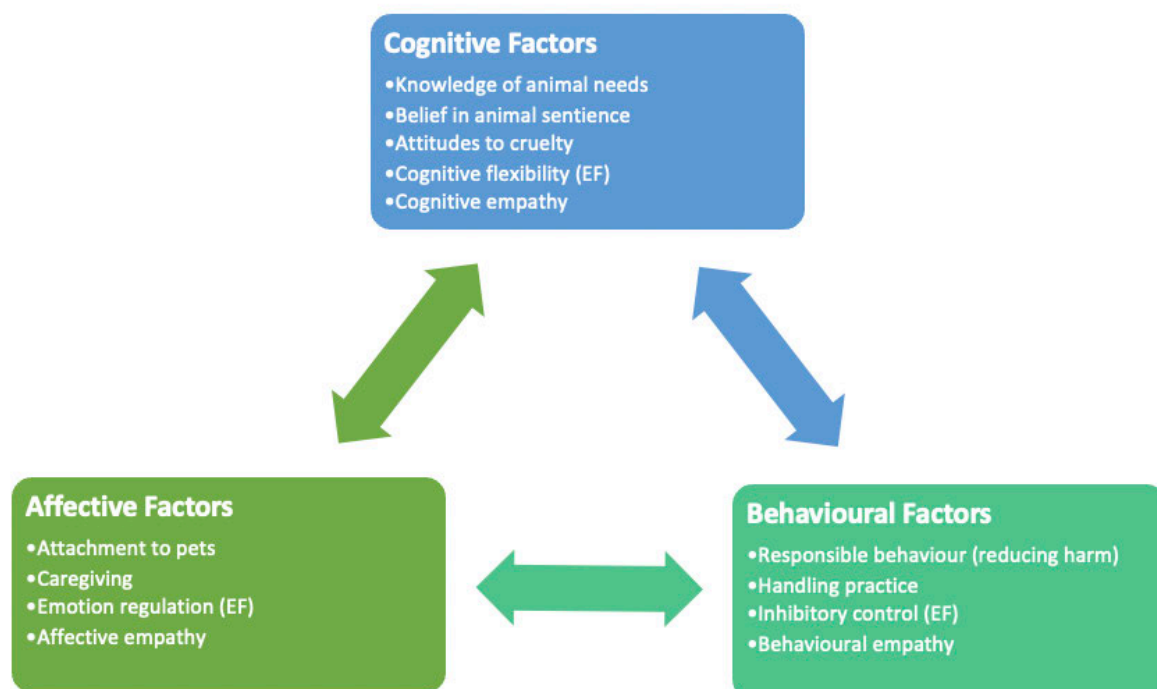 Cognitive Factors
•Knowledge of animal needs
•Belief in animal sentience
•Attitudes to cruelty
•Cognitive flexibility (EF)
•Cognitive empathy
Affective Factors
•Attachment to pets
•Caregiving
•Emotion regulation (EF)
•Affective empathy
Behavioural Factors
•Responsible behaviour (reducing harm)
•Handling practice
•Inhibitory control (EF)
•Behavioural empathy